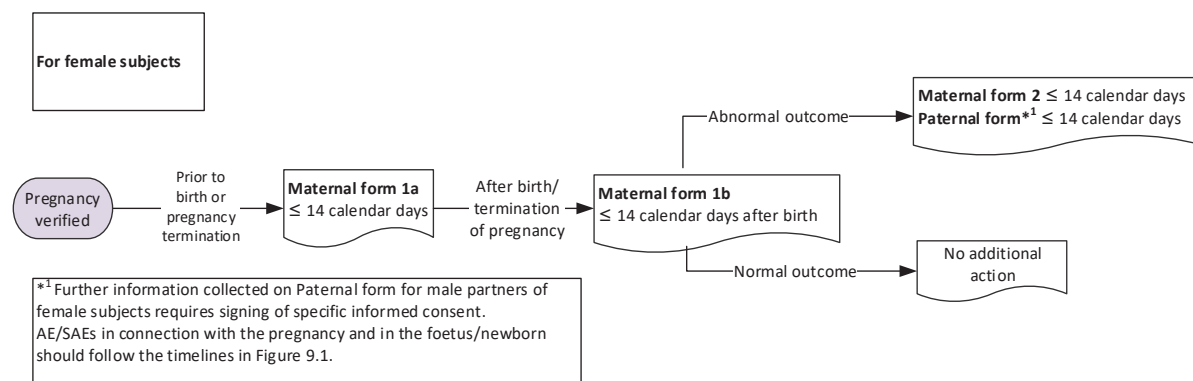 For female subjects
Maternal form 2 ≤ 14 calendar days
Paternal form*1 ≤ 14 calendar days
Abnormal outcome
Pregnancy
verified
Prior to
birth or
pregnancy
termination
Maternal form 1a
≤ 14 calendar days
After birth/
termination
of pregnancy
Maternal form 1b
≤ 14 calendar days after birth
Normal outcome
No additional
action
*1 Further information collected on Paternal form for male partners of
female subjects requires signing of specific informed consent.
AE/SAEs in connection with the pregnancy and in the foetus/newborn
should follow the timelines in Figure 9.1.